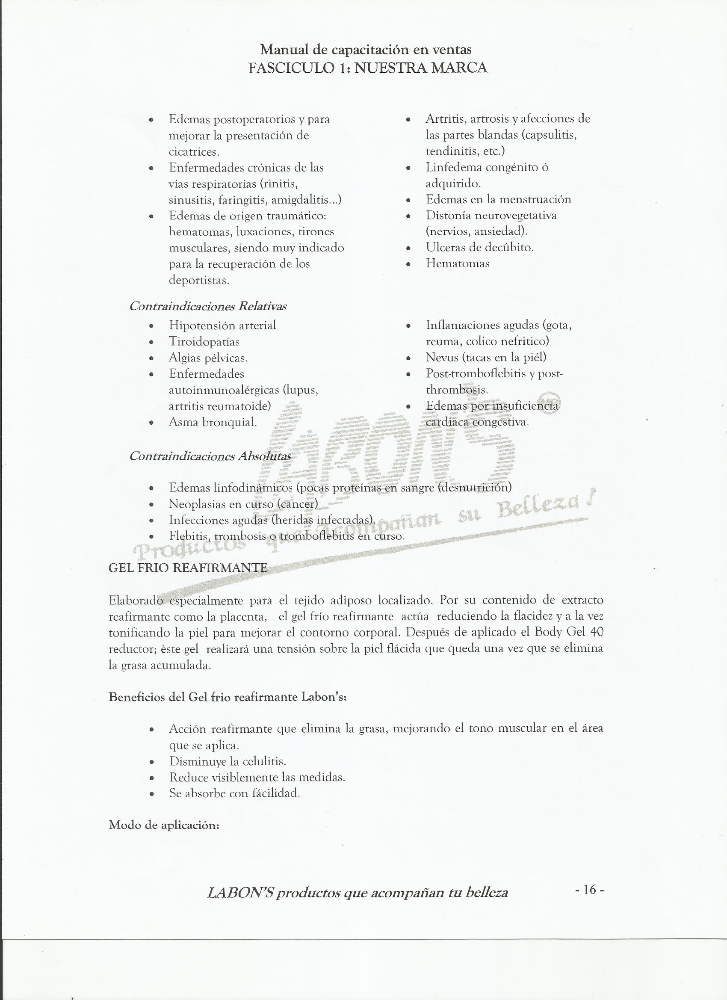 Manual de capacitación en ventas
FASCICULO 1: NUESTRA MARCA
• Edemas postoperatorios y para
mejorar la presentación de
cicatrices.
• Enfermedades crónicas de las
vías respiratorias (rinitis,
sinusitis, faringitis, amigdalitis...)
• Edemas de origen traumático:
hematomas, luxaciones, tirones
musculares, siendo muy indicado
para la recuperación de los
deportistas.
• Artritis, artrosis y afecciones de
las partes blandas (capsulitis,
tendinitis, etc.)
• Linfedema congénito ó
adquirido.
• Edemas en la menstruación
• Distonía neurovegetativa
(nervios, ansiedad).
• Ulceras de decúbito.
• Hematomas
Contraindicaciones Relativas
• Hipotensión arterial
• Tiroidopatías
• Algias pélvicas.
• Enfermedades
autoinmunoalérgicas (lupus,
artritis reumatoide)
• Asma bronquial.
• Inflamaciones agudas (gota,
reuma, colico nefritico)
• Nevus (tacas en la piél)
• Post-tromboflebitis y post-
thrombosis.
• Edemas por insuficiencia
cardiaca congestiva.
Contraindicaciones Absolutas
• Edemas linfodinámicos (pocas proteínas en sangre (desnutrición)
• Neoplasias en curso (cancer)
• Infecciones agudas (heridas infectadas).
• Flebitis, trombosis o tromboflebitis en curso.
LABON'S MR
Productos que Acompañan su Belleza!
GEL FRIO REAFIRMANTE
Elaborado especialmente para el tejido adiposo localizado. Por su contenido de extracto
reafirmante como la placenta, el gel frío reafirmante actúa reduciendo la flacidez y a la vez
tonificando la piel para mejorar el contorno corporal. Después de aplicado el Body Gel 40
reductor; èste gel realizará una tensión sobre la piel flácida que queda una vez que se elimina
la grasa acumulada.
Beneficios del Gel frio reafirmante Labon's:
• Acción reafirmante que elimina la grasa, mejorando el tono muscular en el área
que se aplica.
• Disminuye la celulitis.
• Reduce visiblemente las medidas.
• Se absorbe con fácilidad.
Modo de aplicación:
LABON'S productos que acompañan tu belleza
- 16 -